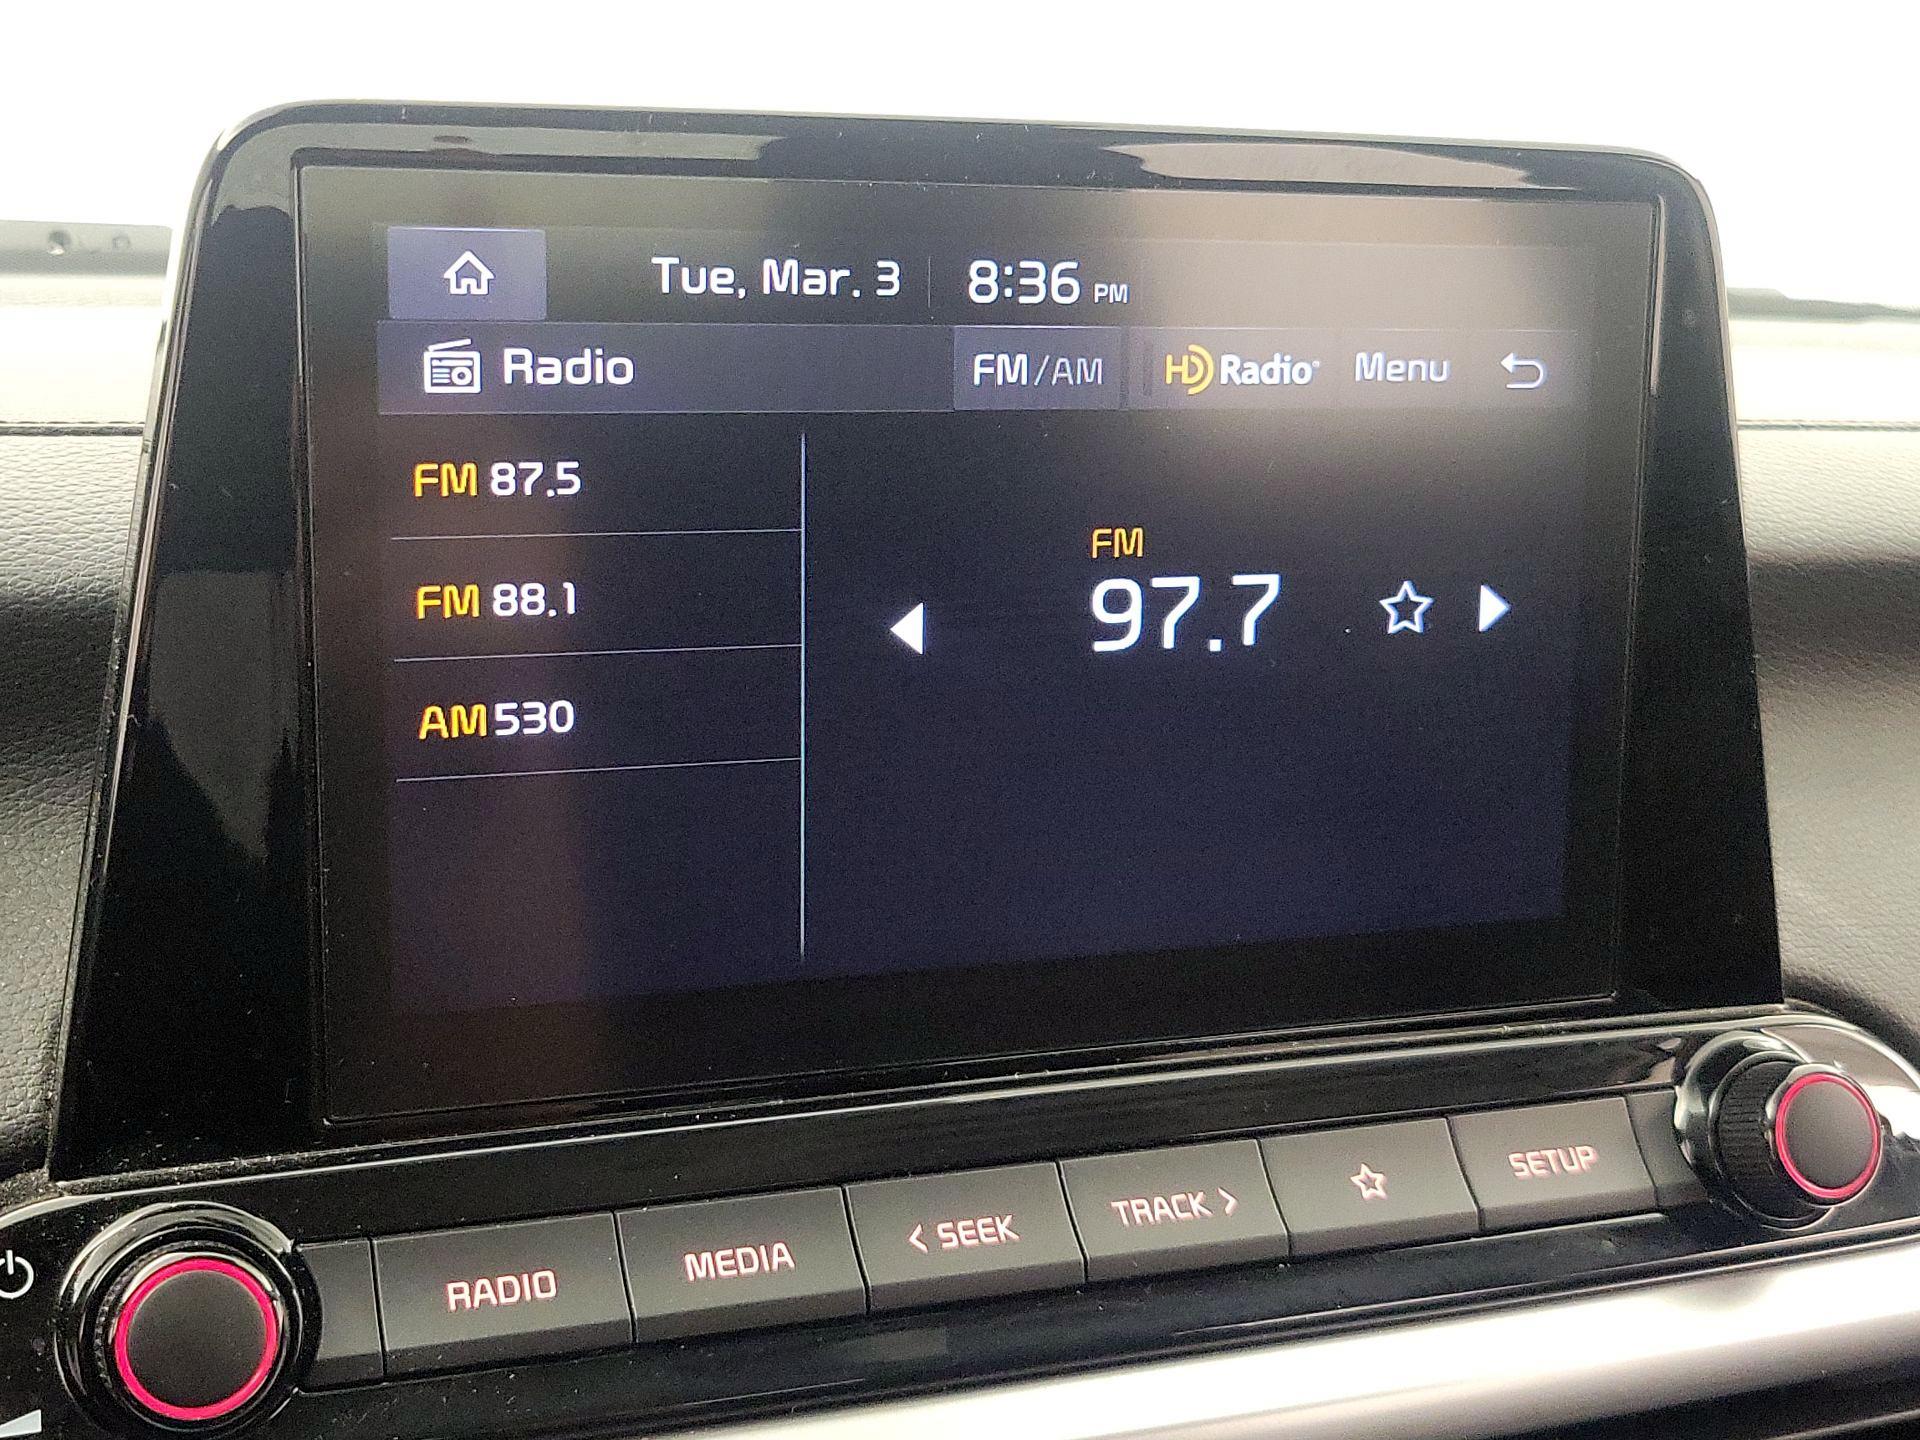 Tue, Mar. 3 8:36 PM
Radio FM/AM HD Radio Menu
FM 87.5
FM 88.1
AM 530
FM
97.7
RADIO MEDIA < SEEK TRACK > SETUP